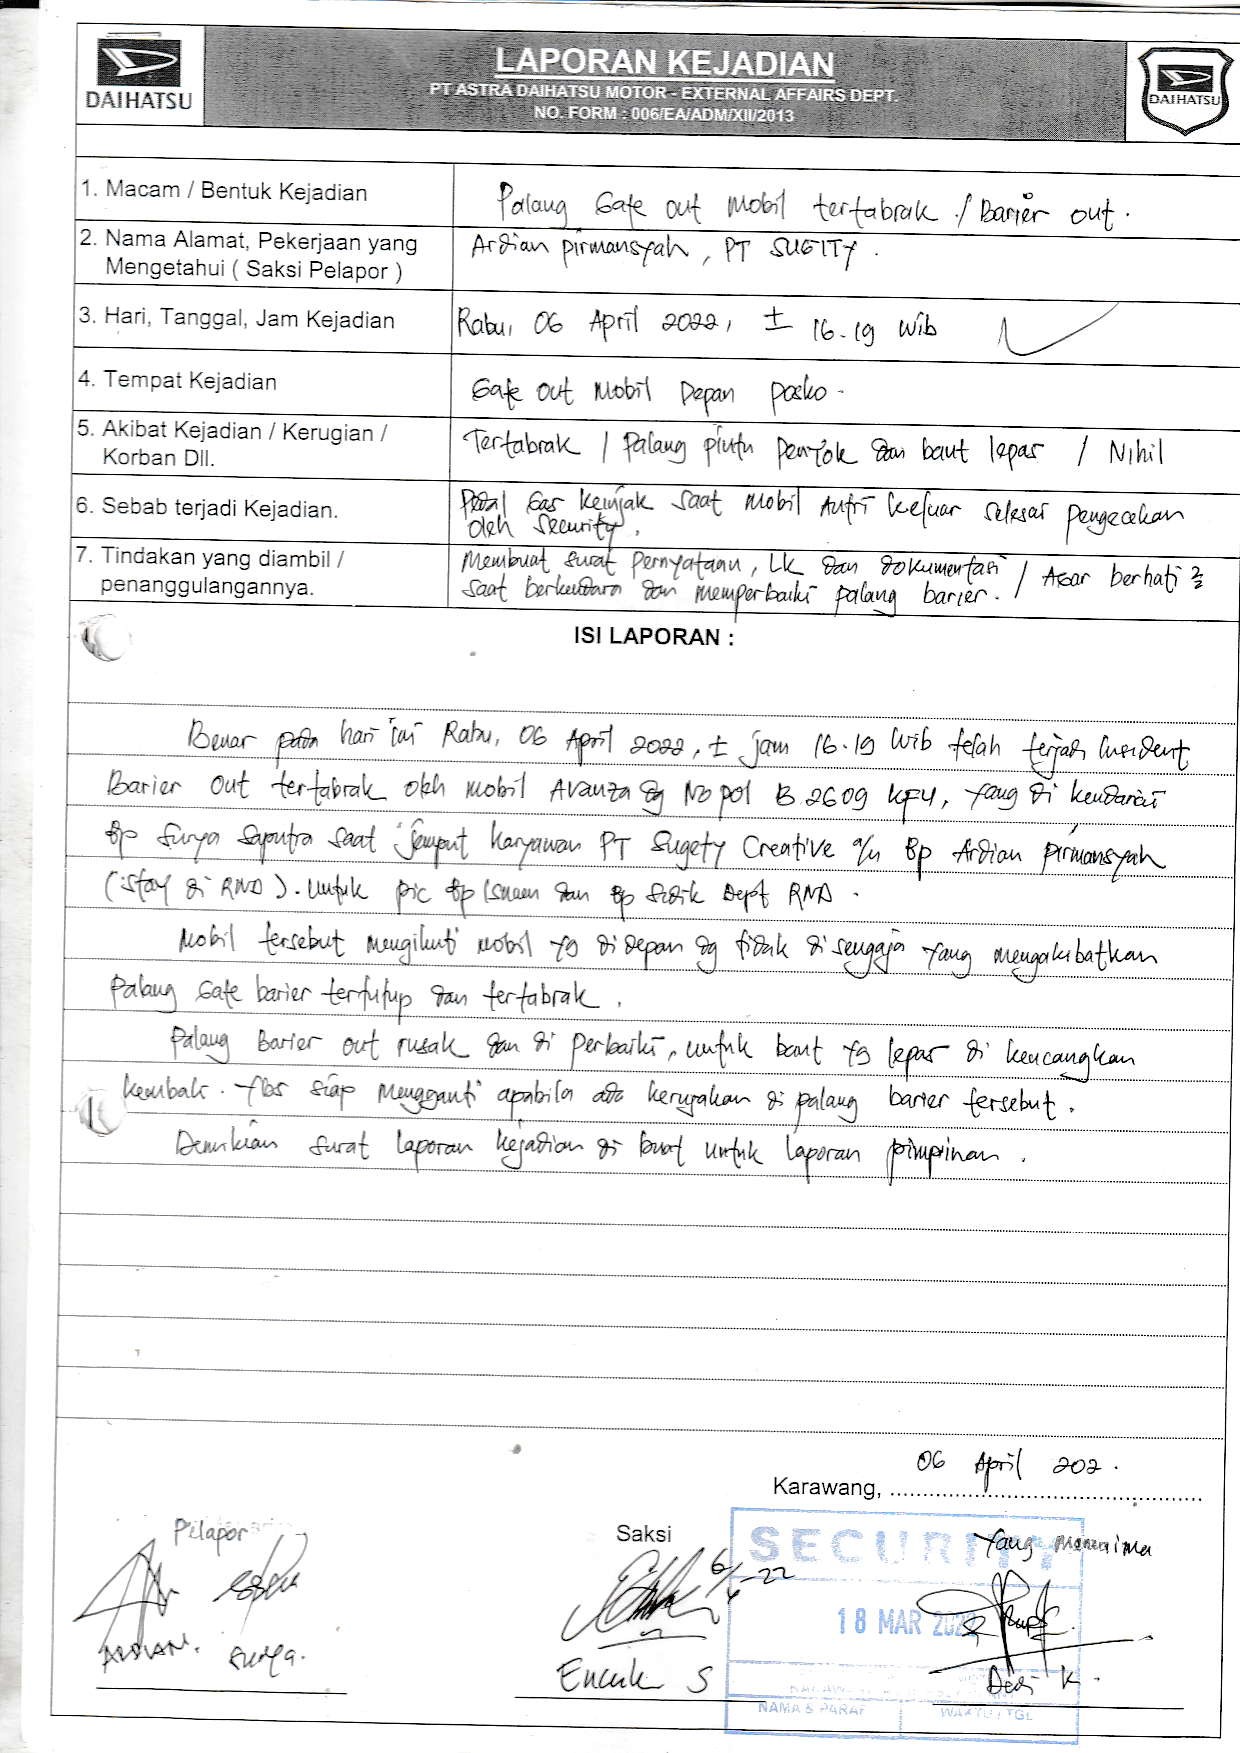 DAIHATSU
LAPORAN KEJADIAN
PT ASTRA DAIHATSU MOTOR - EXTERNAL AFFAIRS DEPT.
NO. FORM : 006/EA/ADM/XII/2013
DAIHATSU
1. Macam / Bentuk Kejadian
Palang Gate out Mobil tertabrak / Barier out.
2. Nama Alamat, Pekerjaan yang Mengetahui ( Saksi Pelapor )
Ardian pirmansyah, PT SUGITY.
3. Hari, Tanggal, Jam Kejadian
Rabu, 06 April 2022, ± 16.19 wib
4. Tempat Kejadian
Gate out Mobil Depan posko.
5. Akibat Kejadian / Kerugian / Korban Dll.
Tertabrak / palang pintu penyok dan baut lepas / Nihil
6. Sebab terjadi Kejadian.
Pedal Gas keinjak saat mobil Antri keluar selesai pengecekan
oleh Security.
7. Tindakan yang diambil / penanggulangannya.
Membuat surat pernyataan, LK dan dokumentasi / Agar berhati2
saat berkendara dan memperbaiki palang barier.
ISI LAPORAN :
Benar pada hari ini Rabu, 06 April 2022, ± jam 16.19 wib telah terjadi insident
Barier out tertabrak oleh mobil Avanza dg No pol B 2609 KFU, yang di kendarai
Bp Surya Saputra saat jemput karyawan PT Sugety Creative a/n Bp Ardian pirmansyah
(stay di RND). untuk pic Bp Isnaen dan Bp Sidik Dept RND.
Mobil tersebut mengikuti mobil yg di depan dg tidak di sengaja yang mengakibatkan
palang Gate barier tertutup dan tertabrak.
Palang Barier out rusak dan di perbaiki, untuk baut yg lepas di kencangkan
kembali. Ybs siap mengganti apabila ada kerusakan di palang barier tersebut.
Demikian surat laporan kejadian di buat untuk laporan pimpinan.
06 April 202.
Karawang, ....................
Pelapor
Saksi
Yang Menerima
SECURITY
6/4-22
18 MAR 2022
ARDIAN.
Surya.
Encuk S
Dedi K.
NAMA & PARAF
WAKTU / TGL